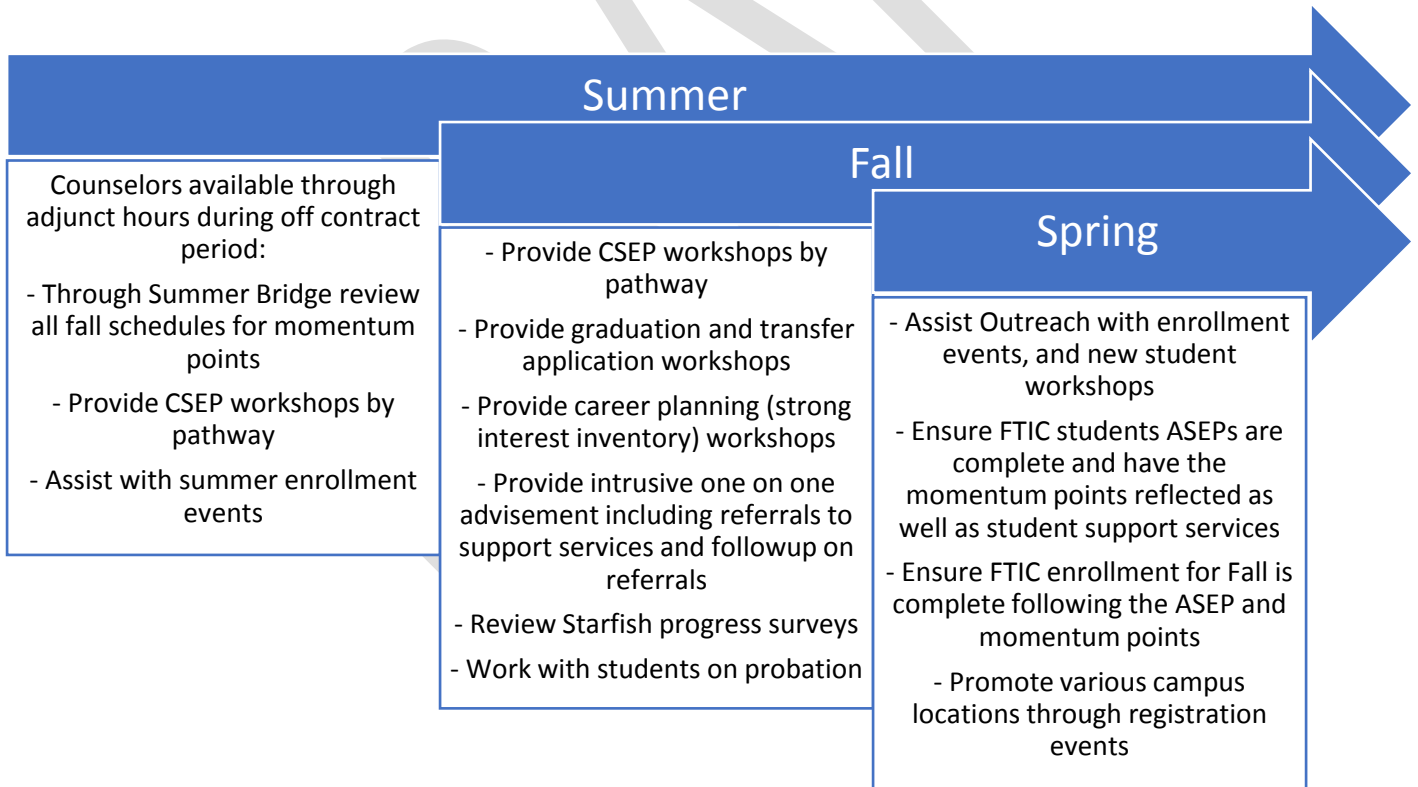 Summer
Counselors available through
adjunct hours during off contract
period:
- Through Summer Bridge review
all fall schedules for momentum
points
- Provide CSEP workshops by
pathway
- Assist with summer enrollment
events
Fall
- Provide CSEP workshops by
pathway
- Provide graduation and transfer
application workshops
- Provide career planning (strong
interest inventory) workshops
- Provide intrusive one on one
advisement including referrals to
support services and followup on
referrals
- Review Starfish progress surveys
- Work with students on probation
Spring
- Assist Outreach with enrollment
events, and new student
workshops
- Ensure FTIC students ASEPs are
complete and have the
momentum points reflected as
well as student support services
- Ensure FTIC enrollment for Fall is
complete following the ASEP and
momentum points
- Promote various campus
locations through registration
events